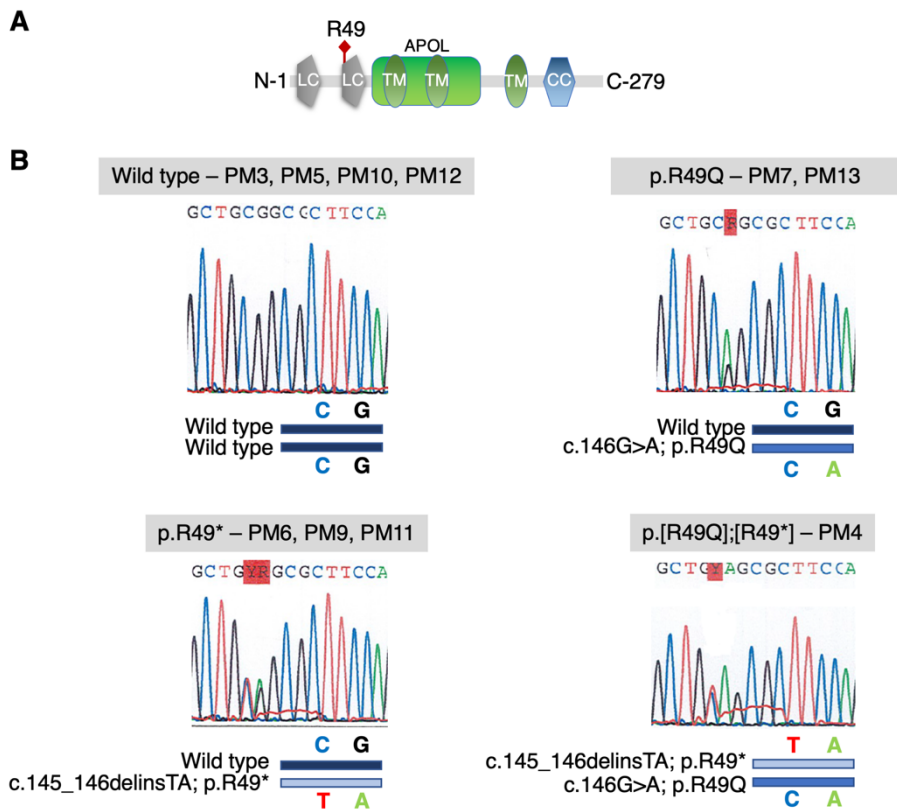 A
R49
APOL
N-1 LC LC TM TM TM CC C-279
B
Wild type – PM3, PM5, PM10, PM12
GCTGCGGCGCTTCCA
C G
Wild type
Wild type
C G
p.R49Q – PM7, PM13
GCTGCRGCGCTTCCA
C G
Wild type
c.146G>A; p.R49Q
C A
p.R49* – PM6, PM9, PM11
GCTGYRGCGCTTCCA
C G
Wild type
c.145_146delinsTA; p.R49*
T A
p.[R49Q];[R49*] – PM4
GCTGYAGCGCTTCCA
T A
c.145_146delinsTA; p.R49*
c.146G>A; p.R49Q
C A